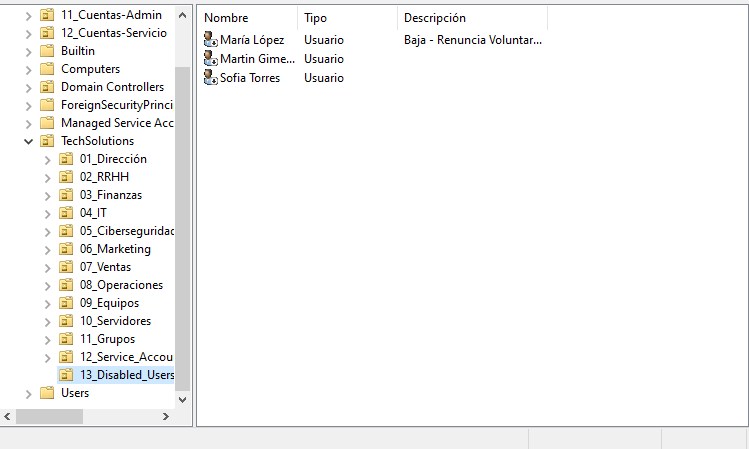 11_Cuentas-Admin
12_Cuentas-Servicio
Builtin
Computers
Domain Controllers
ForeignSecurityPrinci
Managed Service Acc
TechSolutions
01_Dirección
02_RRHH
03_Finanzas
04_IT
05_Ciberseguridad
06_Marketing
07_Ventas
08_Operaciones
09_Equipos
10_Servidores
11_Grupos
12_Service_Accou
13_Disabled_Users
Users
Nombre Tipo Descripción
María López Usuario Baja - Renuncia Voluntar...
Martin Gime... Usuario
Sofia Torres Usuario